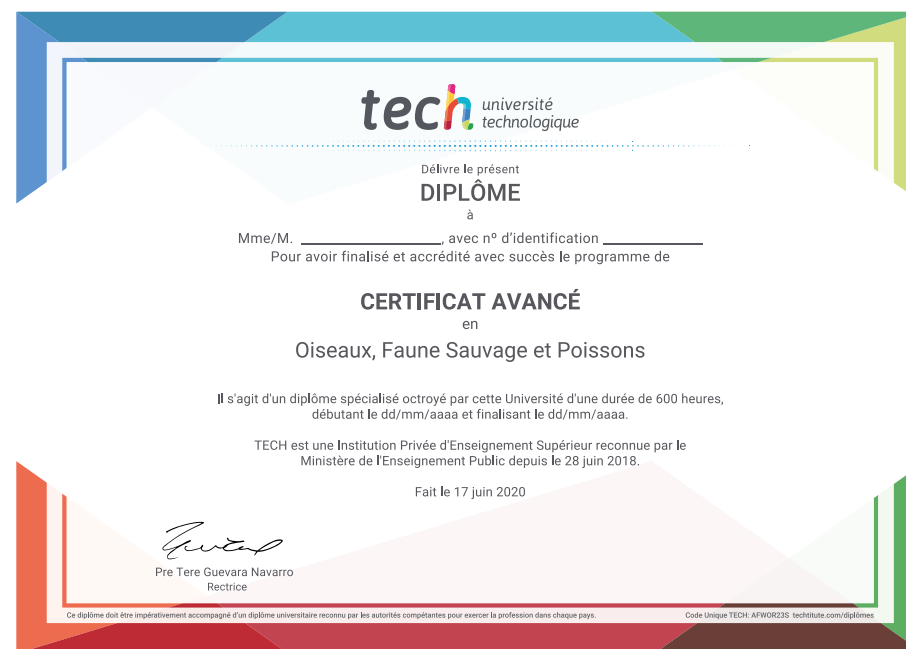 tech université
technologique
Délivre le présent
DIPLÔME
à
Mme/M. ____________________, avec nº d'identification ______________
Pour avoir finalisé et accrédité avec succès le programme de
CERTIFICAT AVANCÉ
en
Oiseaux, Faune Sauvage et Poissons
Il s'agit d'un diplôme spécialisé octroyé par cette Université d'une durée de 600 heures,
débutant le dd/mm/aaaa et finalisant le dd/mm/aaaa.
TECH est une Institution Privée d'Enseignement Supérieur reconnue par le
Ministère de l'Enseignement Public depuis le 28 juin 2018.
Fait le 17 juin 2020
Pre Tere Guevara Navarro
Rectrice
Ce diplôme doit être impérativement accompagné d'un diplôme universitaire reconnu par les autorités compétantes pour exercer la profession dans chaque pays.
Code Unique TECH: AFWOR23S techtitute.com/diplômes